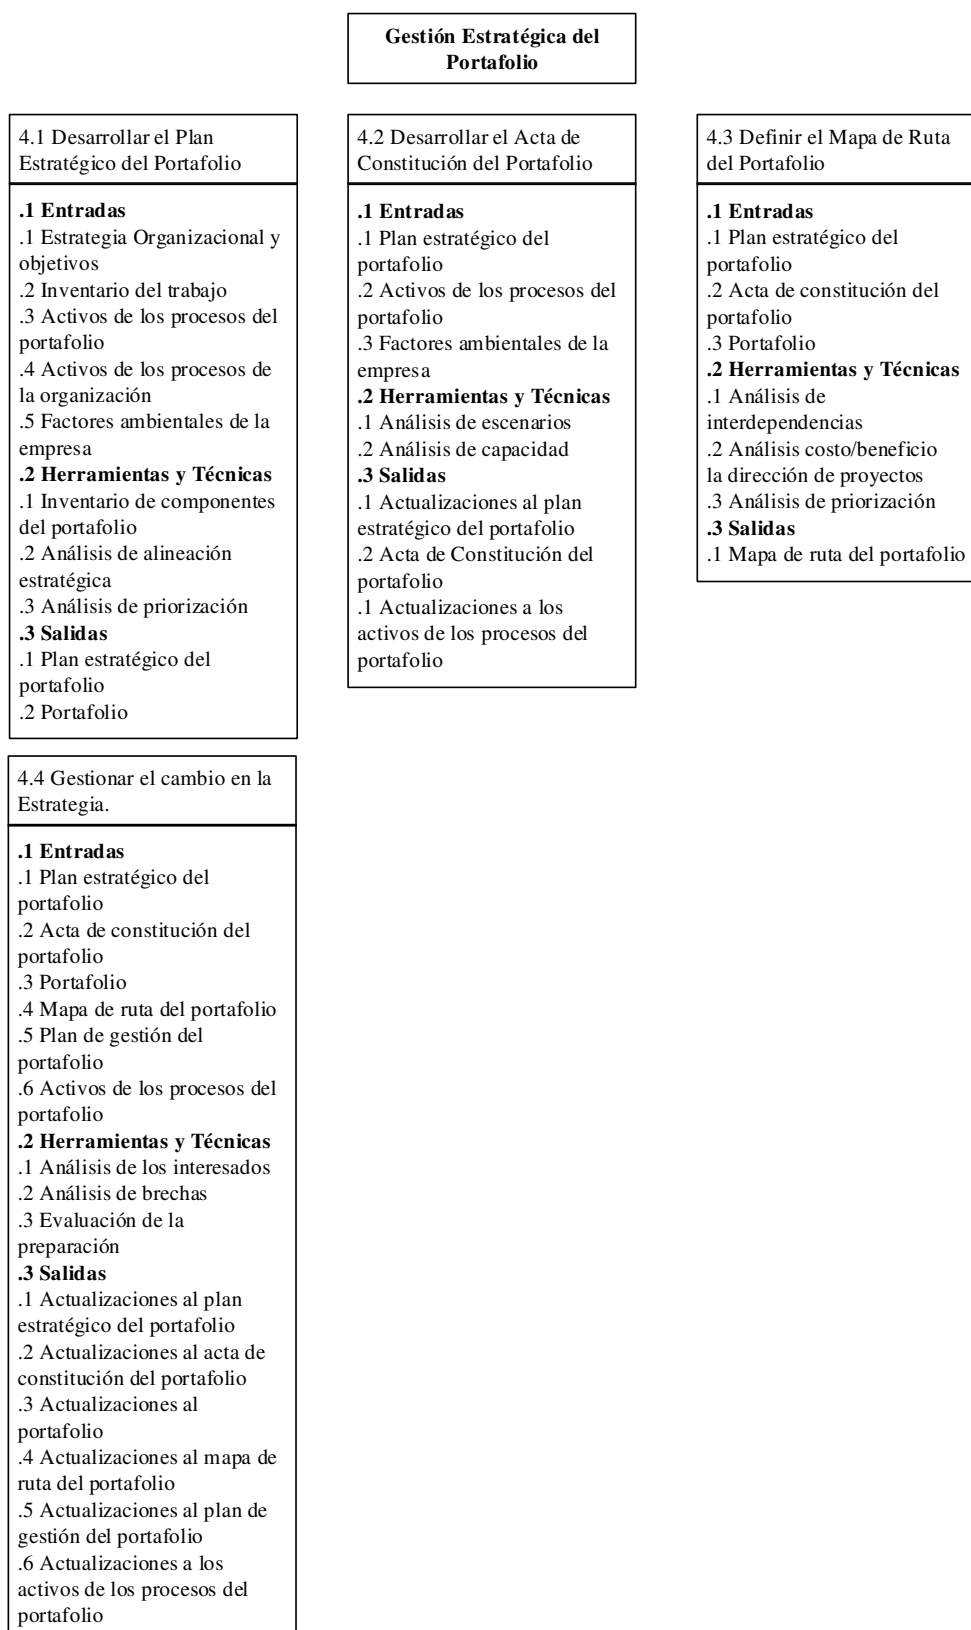 Gestión Estratégica del
Portafolio
4.1 Desarrollar el Plan
Estratégico del Portafolio
.1 Entradas
.1 Estrategia Organizacional y
objetivos
.2 Inventario del trabajo
.3 Activos de los procesos del
portafolio
.4 Activos de los procesos de
la organización
.5 Factores ambientales de la
empresa
.2 Herramientas y Técnicas
.1 Inventario de componentes
del portafolio
.2 Análisis de alineación
estratégica
.3 Análisis de priorización
.3 Salidas
.1 Plan estratégico del
portafolio
.2 Portafolio
4.2 Desarrollar el Acta de
Constitución del Portafolio
.1 Entradas
.1 Plan estratégico del
portafolio
.2 Activos de los procesos del
portafolio
.3 Factores ambientales de la
empresa
.2 Herramientas y Técnicas
.1 Análisis de escenarios
.2 Análisis de capacidad
.3 Salidas
.1 Actualizaciones al plan
estratégico del portafolio
.2 Acta de Constitución del
portafolio
.1 Actualizaciones a los
activos de los procesos del
portafolio
4.3 Definir el Mapa de Ruta
del Portafolio
.1 Entradas
.1 Plan estratégico del
portafolio
.2 Acta de constitución del
portafolio
.3 Portafolio
.2 Herramientas y Técnicas
.1 Análisis de
interdependencias
.2 Análisis costo/beneficio
la dirección de proyectos
.3 Análisis de priorización
.3 Salidas
.1 Mapa de ruta del portafolio
4.4 Gestionar el cambio en la
Estrategia.
.1 Entradas
.1 Plan estratégico del
portafolio
.2 Acta de constitución del
portafolio
.3 Portafolio
.4 Mapa de ruta del portafolio
.5 Plan de gestión del
portafolio
.6 Activos de los procesos del
portafolio
.2 Herramientas y Técnicas
.1 Análisis de los interesados
.2 Análisis de brechas
.3 Evaluación de la
preparación
.3 Salidas
.1 Actualizaciones al plan
estratégico del portafolio
.2 Actualizaciones al acta de
constitución del portafolio
.3 Actualizaciones al
portafolio
.4 Actualizaciones al mapa de
ruta del portafolio
.5 Actualizaciones al plan de
gestión del portafolio
.6 Actualizaciones a los
activos de los procesos del
portafolio